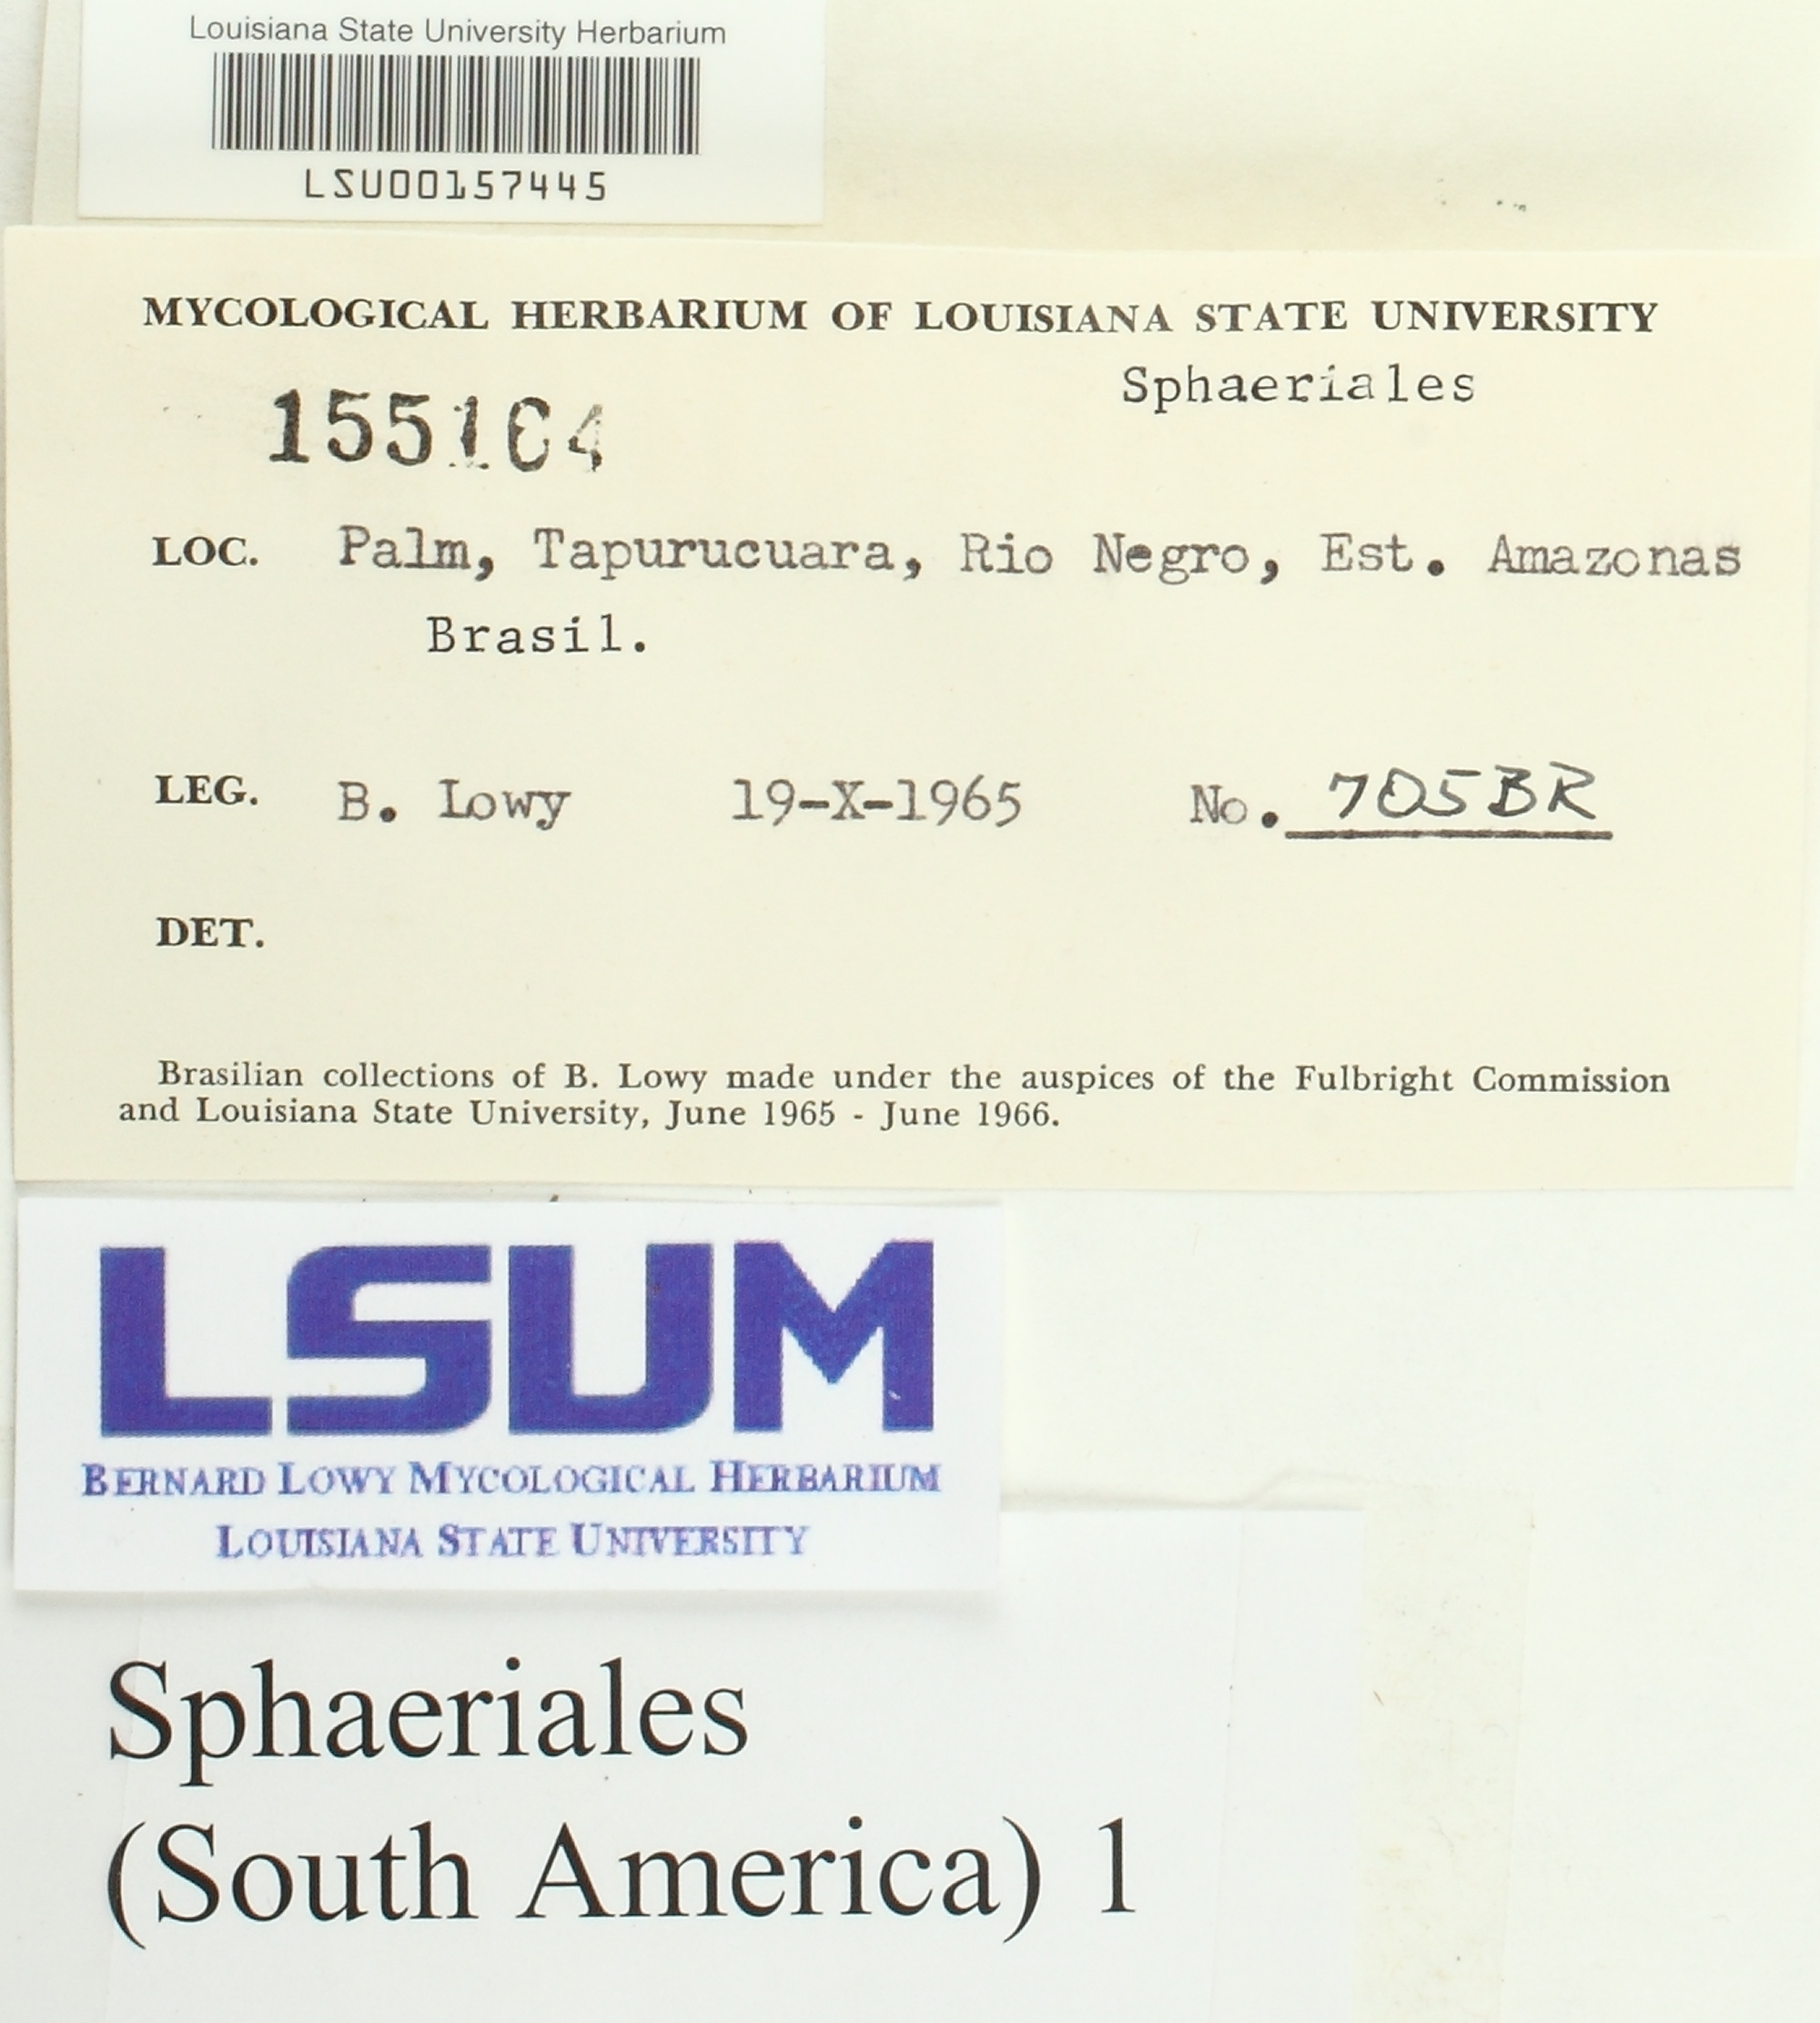 Louisiana State University Herbarium
LSU00157445
MYCOLOGICAL HERBARIUM OF LOUISIANA STATE UNIVERSITY
Sphaeriales
155104
LOC. Palm, Tapurucuara, Rio Negro, Est. Amazonas
Brasil.
LEG. B. Lowy 19-X-1965 No. 705BR
DET.
Brasilian collections of B. Lowy made under the auspices of the Fulbright Commission
and Louisiana State University, June 1965 - June 1966.
LSUM
BERNARD LOWY MYCOLOGICAL HERBARIUM
LOUISIANA STATE UNIVERSITY
Sphaeriales
(South America) 1